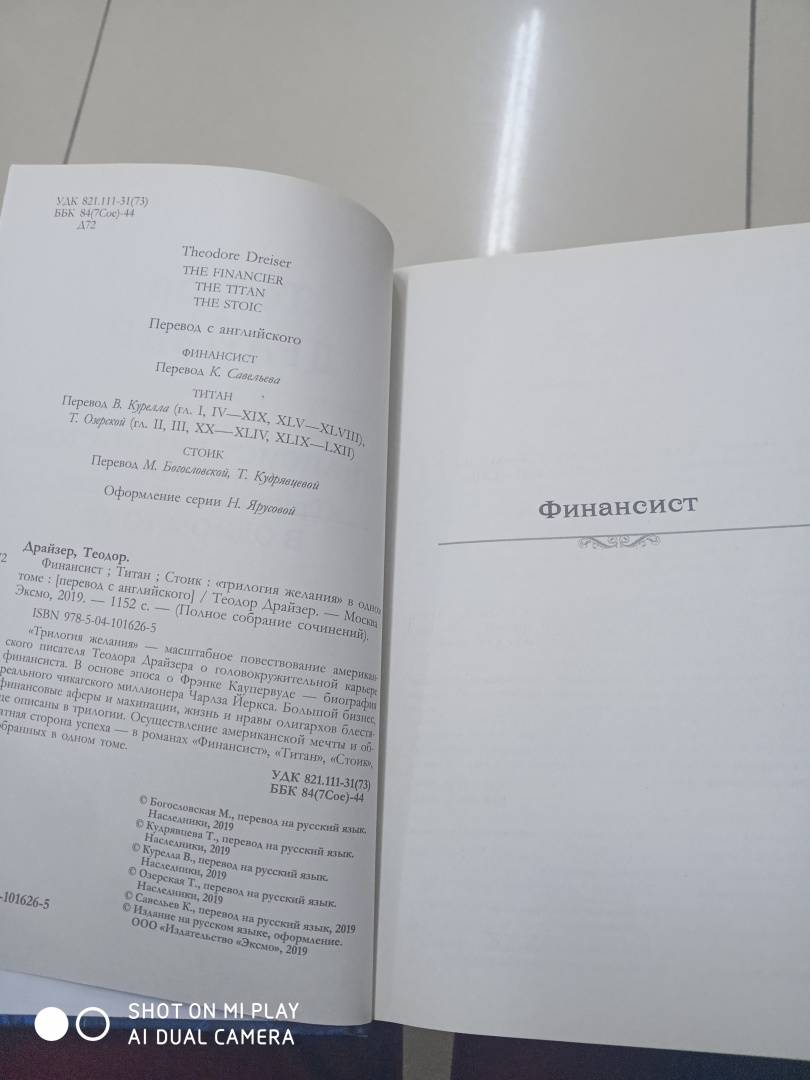 УДК 821.111-31(73)
ББК 84(7Сое)-44
Д72
Theodore Dreiser
THE FINANCIER
THE TITAN
THE STOIC
Перевод с английского
ФИНАНСИСТ
Перевод К. Савельева
ТИТАН
Перевод В. Курелла (гл. I, IV—XIX, XLV—XLVIII),
Т. Озерской (гл. II, III, XX—XLIV, XLIX—LXII)
СТОИК
Перевод М. Богословской, Т. Кудрявцевой
Оформление серии Н. Ярусовой
Драйзер, Теодор.
72
Финансист ; Титан ; Стоик : «трилогия желания» в одном
томе : [перевод с английского] / Теодор Драйзер. — Москва
Эксмо, 2019. — 1152 с. — (Полное собрание сочинений).
ISBN 978-5-04-101626-5
«Трилогия желания» — масштабное повествование американ-
ского писателя Теодора Драйзера о головокружительной карьере
финансиста. В основе эпоса о Фрэнке Каупервуде — биография
реального чикагского миллионера Чарлза Йеркса. Большой бизнес,
финансовые аферы и махинации, жизнь и нравы олигархов блеста-
ще описаны в трилогии. Осуществление американской мечты и об-
атная сторона успеха — в романах «Финансист», «Титан», «Стоик»,
обранных в одном томе.
УДК 821.111-31(73)
ББК 84(7Сое)-44
© Богословская М., перевод на русский язык.
Наследники, 2019
© Кудрявцева Т., перевод на русский язык.
Наследники, 2019
© Курелла В., перевод на русский язык.
Наследники, 2019
© Озерская Т., перевод на русский язык.
Наследники, 2019
© Савельев К., перевод на русский язык, 2019
© Издание на русском языке, оформление.
ООО «Издательство «Эксмо», 2019
-101626-5
Финансист
SHOT ON MI PLAY
AI DUAL CAMERA